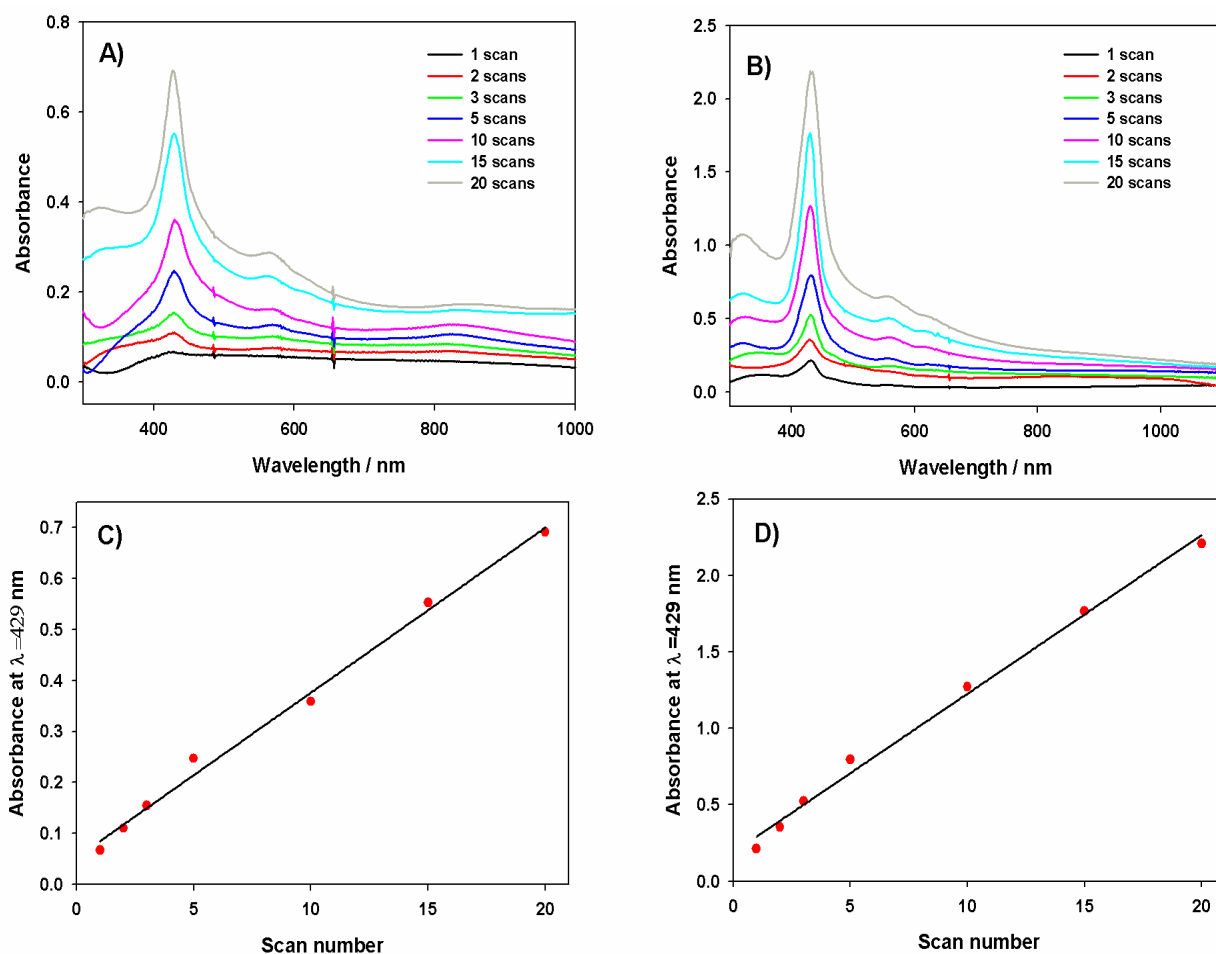 A)
1 scan
2 scans
3 scans
5 scans
10 scans
15 scans
20 scans
0.8
0.6
0.4
0.2
0.0
Absorbance
400
600
800
1000
Wavelength / nm
B)
1 scan
2 scans
3 scans
5 scans
10 scans
15 scans
20 scans
2.5
2.0
1.5
1.0
0.5
0.0
Absorbance
400
600
800
1000
Wavelength / nm
C)
0.7
0.6
0.5
0.4
0.3
0.2
0.1
0.0
Absorbance at λ =429 nm
0
5
10
15
20
Scan number
D)
2.5
2.0
1.5
1.0
0.5
0.0
Absorbance at λ =429 nm
0
5
10
15
20
Scan number